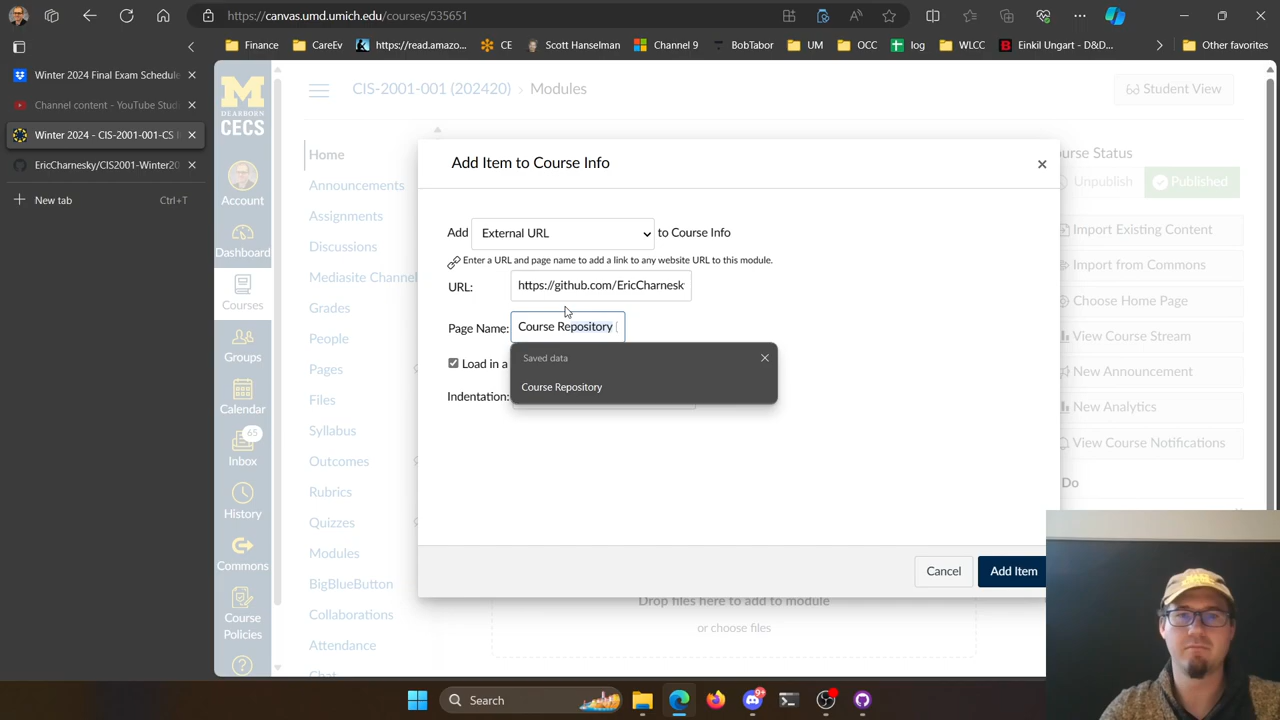 https://canvas.umd.umich.edu/courses/535651
Finance
CareEv
https://read.amazo...
CE
Scott Hanselman
Channel 9
BobTabor
UM
OCC
log
WLCC
Einkil Ungart - D&D...
Other favorites
Winter 2024 Final Exam Schedule
Channel content - YouTube Stud
Winter 2024 - CIS-2001-001-CS
EricCharnesky/CIS2001-Winter20
New tab
Ctrl+T
M
DEARBORN
CECS
Account
Dashboard
Courses
Groups
Calendar
65
Inbox
History
Commons
Course
Policies
CIS-2001-001 (202420) › Modules
Student View
Home
Announcements
Assignments
Discussions
Mediasite Channel
Grades
People
Pages
Files
Syllabus
Outcomes
Rubrics
Quizzes
Modules
BigBlueButton
Collaborations
Attendance
Chat
Add Item to Course Info
Add External URL to Course Info
Enter a URL and page name to add a link to any website URL to this module.
URL: https://github.com/EricCharnesk
Page Name: Course Repository (
Load in a
Saved data
Course Repository
Indentation:
Cancel
Add Item
Drop files here to add to module
or choose files
ourse Status
Unpublish
Published
Import Existing Content
Import from Commons
Choose Home Page
View Course Stream
New Announcement
New Analytics
View Course Notifications
Do
Search
9+